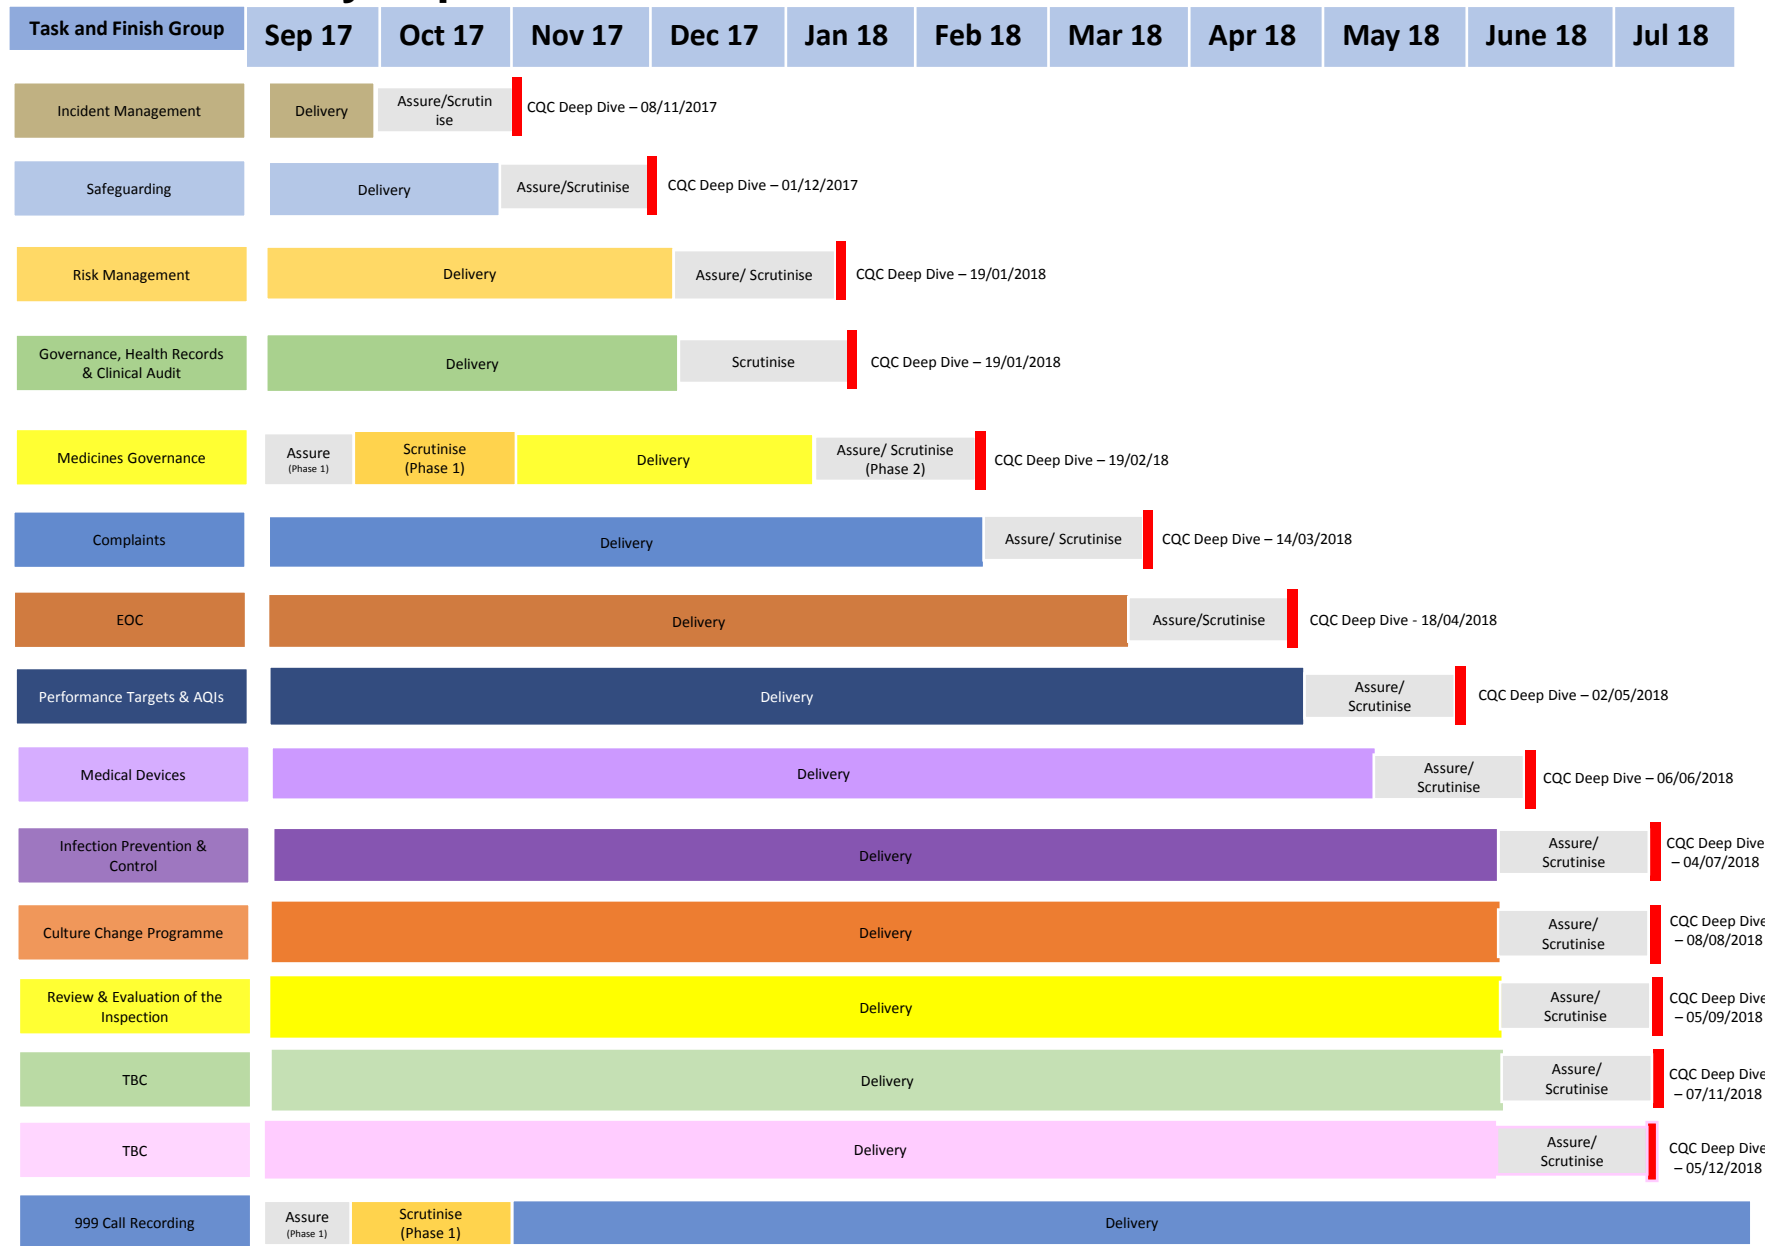 Task and Finish Group
Sep 17
Oct 17
Nov 17
Dec 17
Jan 18
Feb 18
Mar 18
Apr 18
May 18
June 18
Jul 18
Incident Management
Delivery
Assure/Scrutin
ise
CQC Deep Dive – 08/11/2017
Safeguarding
Delivery
Assure/Scrutinise
CQC Deep Dive – 01/12/2017
Risk Management
Delivery
Assure/ Scrutinise
CQC Deep Dive – 19/01/2018
Governance, Health Records
& Clinical Audit
Delivery
Scrutinise
CQC Deep Dive – 19/01/2018
Medicines Governance
Assure
(Phase 1)
Scrutinise
(Phase 1)
Delivery
Assure/ Scrutinise
(Phase 2)
CQC Deep Dive – 19/02/18
Complaints
Delivery
Assure/ Scrutinise
CQC Deep Dive – 14/03/2018
EOC
Delivery
Assure/Scrutinise
CQC Deep Dive - 18/04/2018
Performance Targets & AQIs
Delivery
Assure/
Scrutinise
CQC Deep Dive – 02/05/2018
Medical Devices
Delivery
Assure/
Scrutinise
CQC Deep Dive – 06/06/2018
Infection Prevention &
Control
Delivery
Assure/
Scrutinise
CQC Deep Dive
– 04/07/2018
Culture Change Programme
Delivery
Assure/
Scrutinise
CQC Deep Dive
– 08/08/2018
Review & Evaluation of the
Inspection
Delivery
Assure/
Scrutinise
CQC Deep Dive
– 05/09/2018
TBC
Delivery
Assure/
Scrutinise
CQC Deep Dive
– 07/11/2018
TBC
Delivery
Assure/
Scrutinise
CQC Deep Dive
– 05/12/2018
999 Call Recording
Assure
(Phase 1)
Scrutinise
(Phase 1)
Delivery